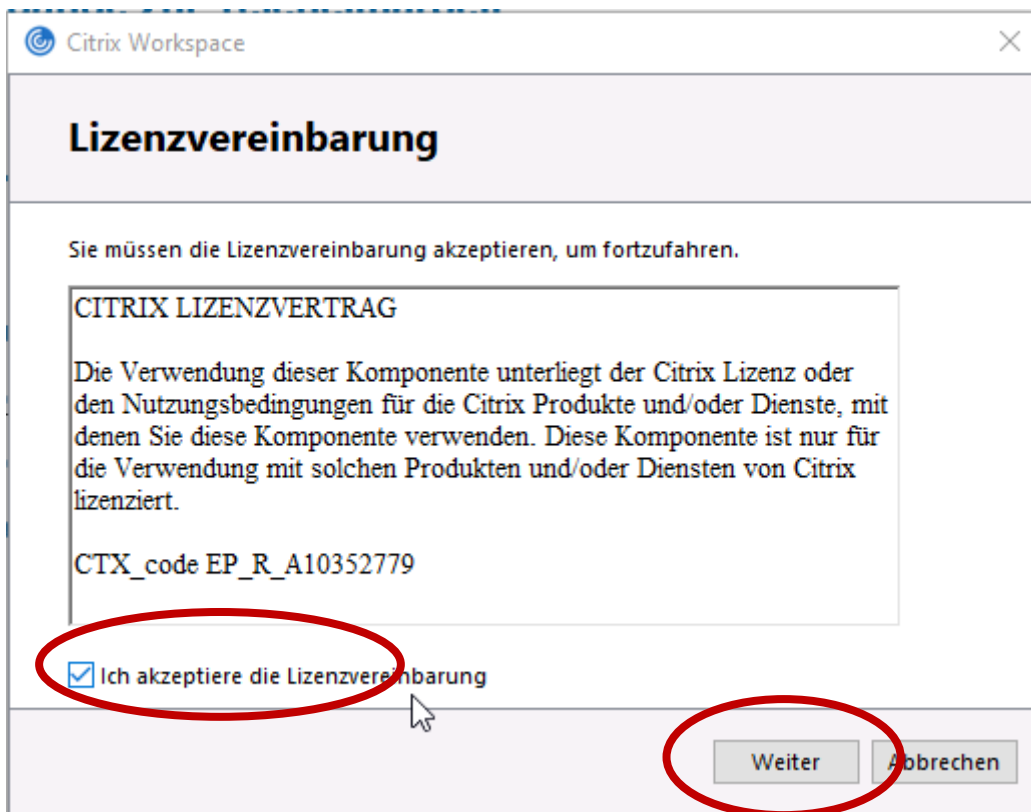 Citrix Workspace
Lizenzvereinbarung
Sie müssen die Lizenzvereinbarung akzeptieren, um fortzufahren.
CITRIX LIZENZVERTRAG
Die Verwendung dieser Komponente unterliegt der Citrix Lizenz oder
den Nutzungsbedingungen für die Citrix Produkte und/oder Dienste, mit
denen Sie diese Komponente verwenden. Diese Komponente ist nur für
die Verwendung mit solchen Produkten und/oder Diensten von Citrix
lizenziert.
CTX_code EP_R_A10352779
Ich akzeptiere die Lizenzvereinbarung
Weiter Abbrechen